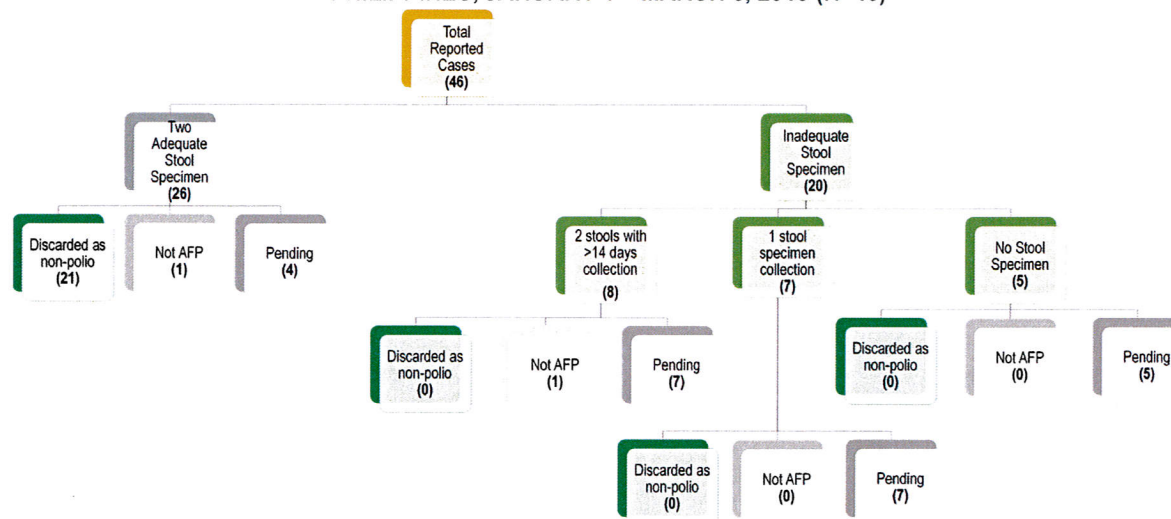 Total
Reported
Cases
(46)
Two
Adequate
Stool
Specimen
(26)
Inadequate
Stool
Specimen
(20)
Discarded as
non-polio
(21)
Not AFP
(1)
Pending
(4)
2 stools with
>14 days
collection
(8)
1 stool
specimen
collection
(7)
No Stool
Specimen
(5)
Discarded as
non-polio
(0)
Not AFP
(1)
Pending
(7)
Discarded as
non-polio
(0)
Not AFP
(0)
Pending
(5)
Discarded as
non-polio
(0)
Not AFP
(0)
Pending
(7)